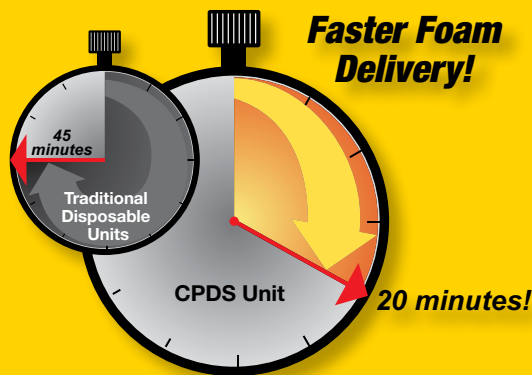 Faster Foam
Delivery!
45
minutes
Traditional
Disposable
Units
CPDS Unit
20 minutes!